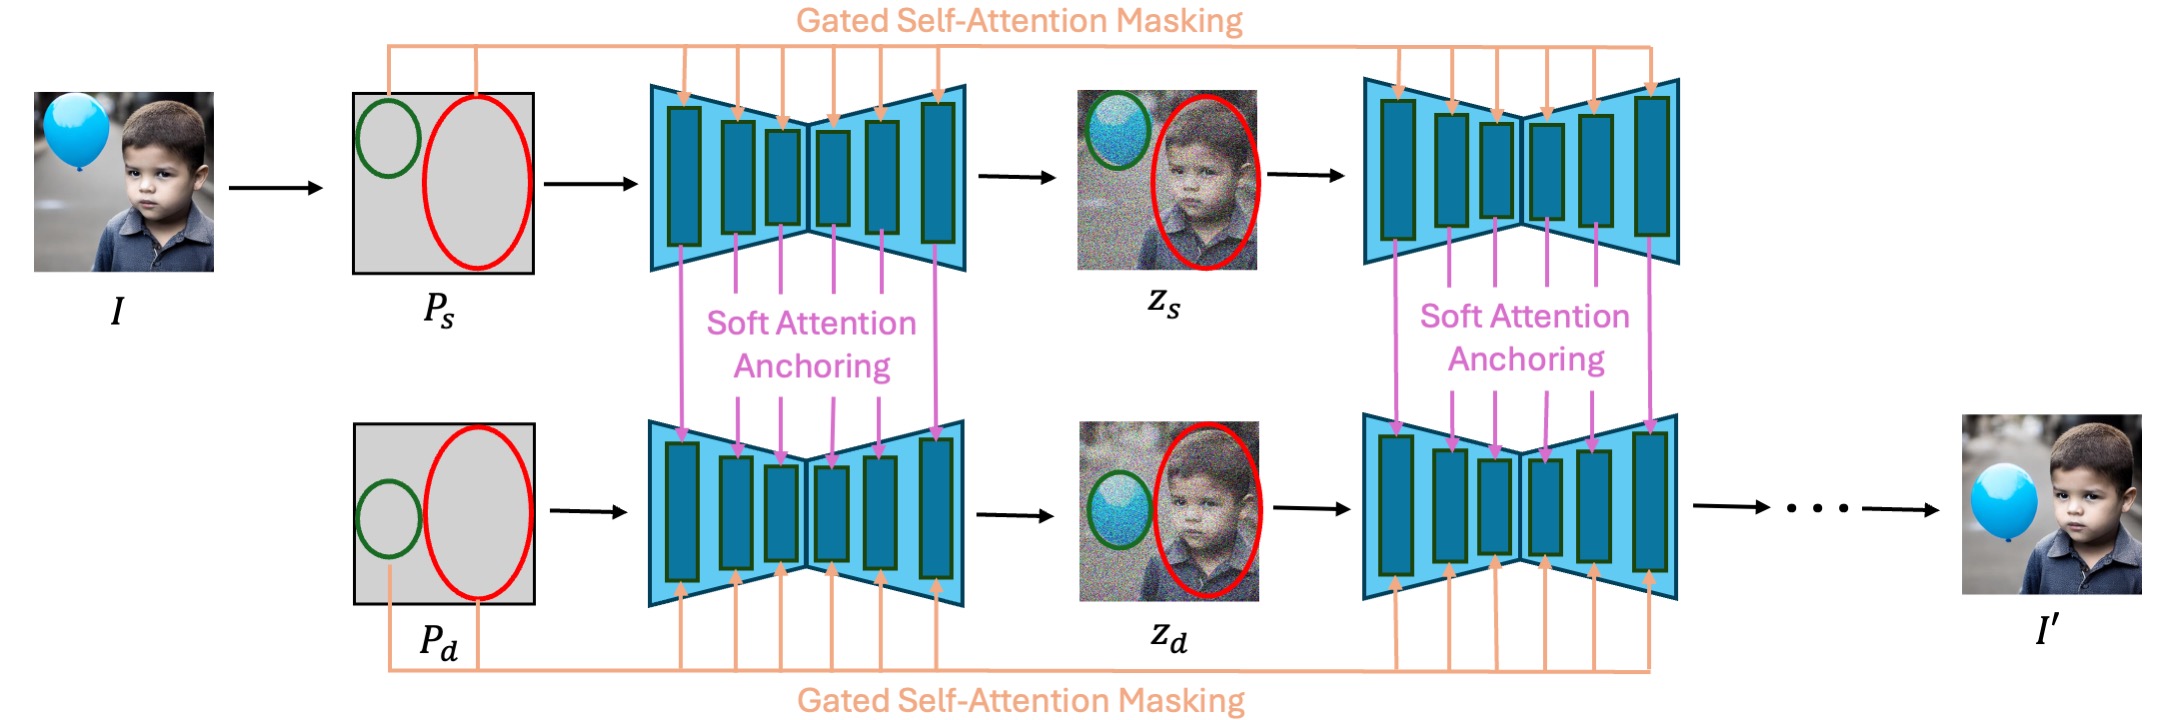 Gated Self-Attention Masking
I
P_s
z_s
Soft Attention
Anchoring
Soft Attention
Anchoring
P_d
z_d
I′
Gated Self-Attention Masking